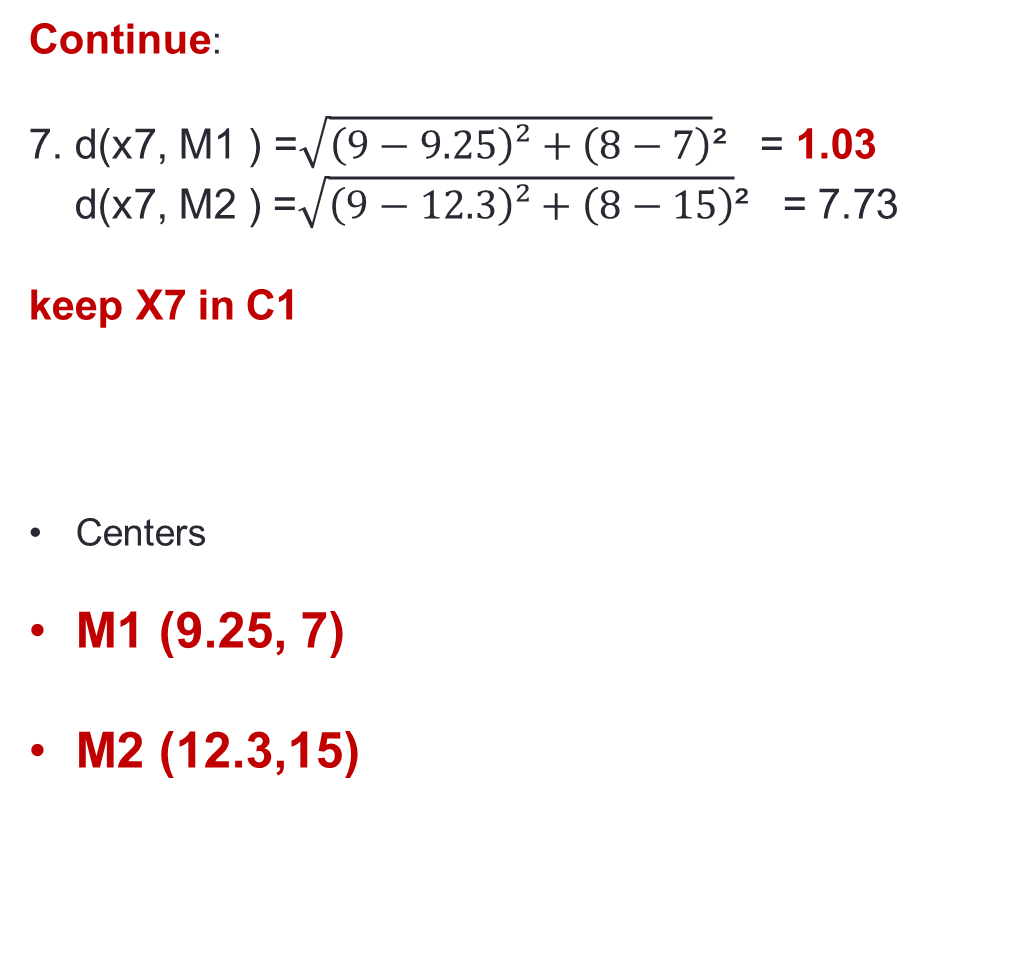 Continue:
7. d(x7, M1 ) =√(9 − 9.25)² + (8 − 7)² = 1.03
d(x7, M2 ) =√(9 − 12.3)² + (8 − 15)² = 7.73
keep X7 in C1
• Centers
• M1 (9.25, 7)
• M2 (12.3,15)